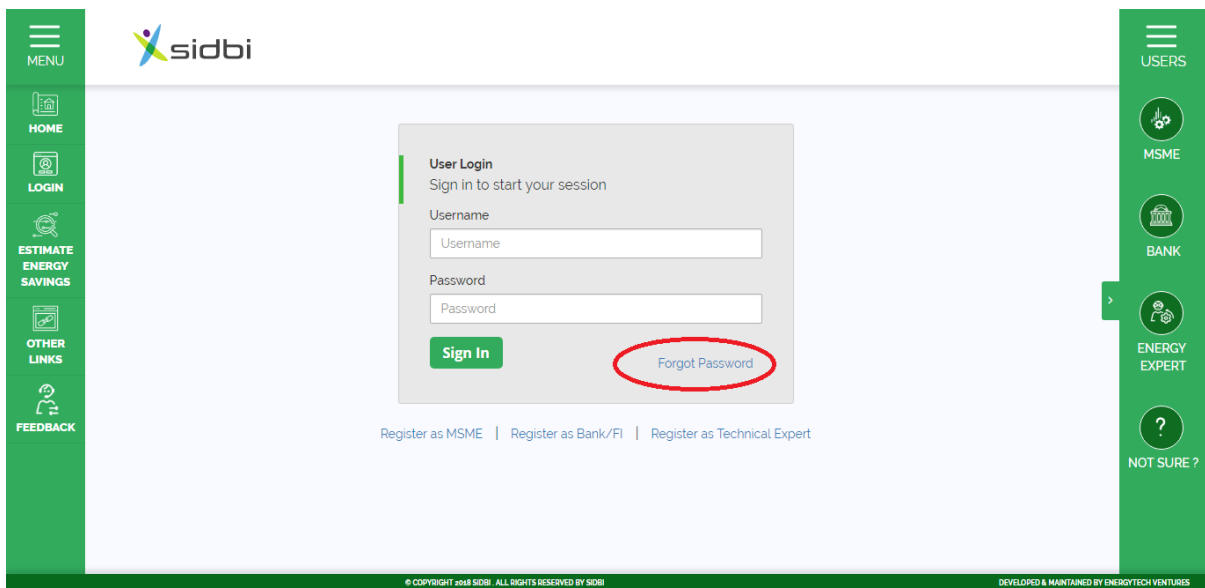 MENU
HOME
LOGIN
ESTIMATE
ENERGY
SAVINGS
OTHER
LINKS
FEEDBACK
sidbi
User Login
Sign in to start your session
Username
Username
Password
Password
Sign In
Forgot Password
Register as MSME | Register as Bank/FI | Register as Technical Expert
USERS
MSME
BANK
>
ENERGY
EXPERT
?
NOT SURE ?
© COPYRIGHT 2018 SIDBI . ALL RIGHTS RESERVED BY SIDBI
DEVELOPED & MAINTAINED BY ENERGYTECH VENTURES